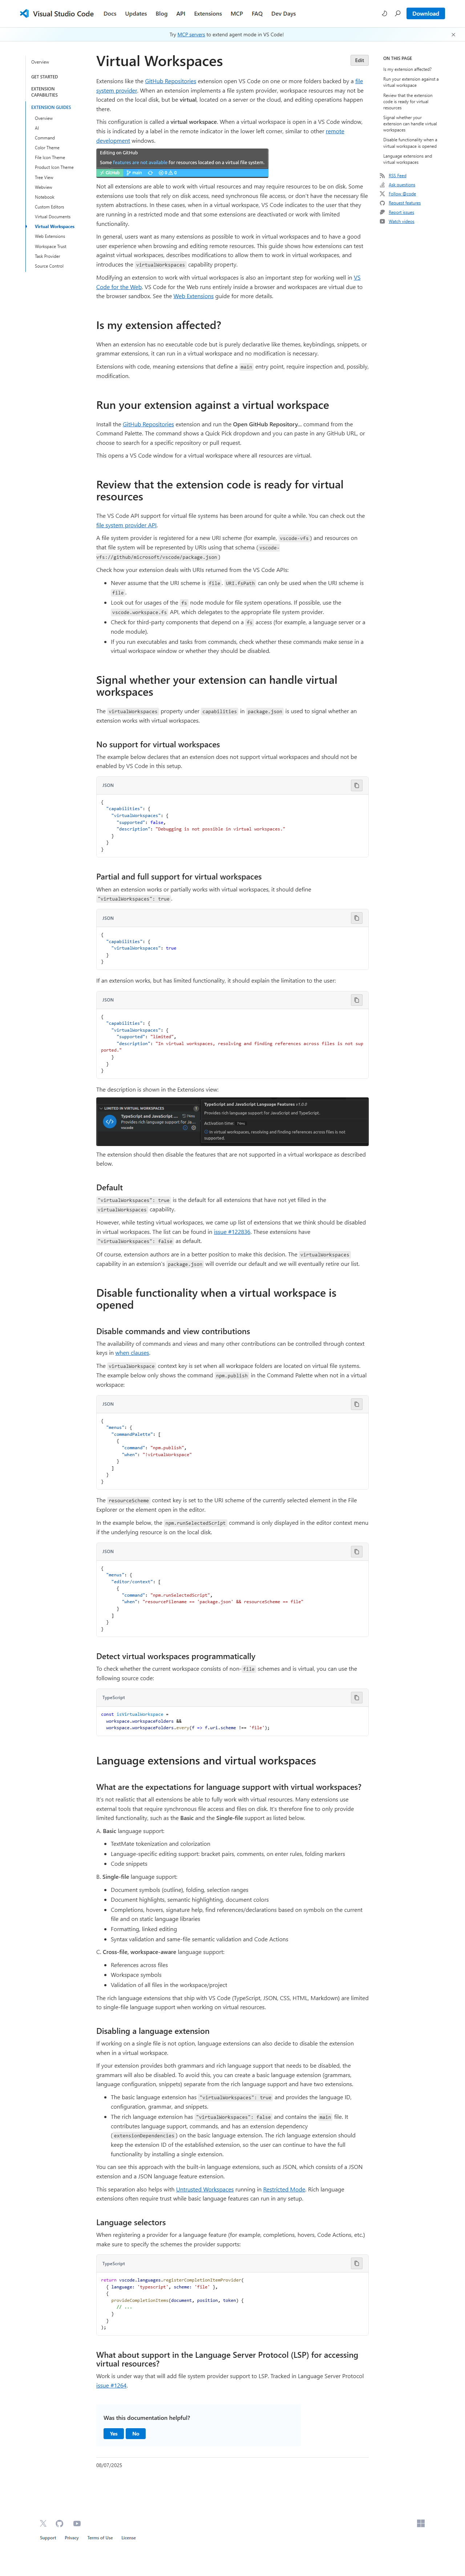 Visual Studio Code
Docs
Updates
Blog
API
Extensions
MCP
FAQ
Dev Days
Download
Try MCP servers to extend agent mode in VS Code!
Overview
GET STARTED
EXTENSION
CAPABILITIES
EXTENSION GUIDES
Overview
AI
Command
Color Theme
File Icon Theme
Product Icon Theme
Tree View
Webview
Notebook
Custom Editors
Virtual Documents
Virtual Workspaces
Web Extensions
Workspace Trust
Task Provider
Source Control
Virtual Workspaces
Edit
Extensions like the GitHub Repositories extension open VS Code on one or more folders backed by a file
system provider. When an extension implements a file system provider, workspace resources may not be
located on the local disk, but be virtual, located on a server or the cloud, and editing operations happen
there.
This configuration is called a virtual workspace. When a virtual workspace is open in a VS Code window,
this is indicated by a label in the remote indicator in the lower left corner, similar to other remote
development windows.
Editing on GitHub
Some features are not available for resources located on a virtual file system.
GitHub
main
0
0
Not all extensions are able to work with virtual resources and may require resources to be on disk.
Some extensions use tools that rely on disk access, need synchronous file access, or don't have the
necessary file system abstractions. In these cases, when in a virtual workspace, VS Code indicates to the
user that they are running in a restricted mode and that some extensions are deactivated or work with
limited functionality.
In general, users want as many extensions as possible to work with virtual workspaces and to have a good
user experience when browsing and editing remote resources. This guide shows how extensions can test
against virtual workspaces, describes modifications to allow them to work in virtual workspaces, and
introduces the virtualWorkspaces capability property.
Modifying an extension to work with virtual workspaces is also an important step for working well in VS
Code for the Web. VS Code for the Web runs entirely inside a browser and workspaces are virtual due to
the browser sandbox. See the Web Extensions guide for more details.
Is my extension affected?
When an extension has no executable code but is purely declarative like themes, keybindings, snippets, or
grammar extensions, it can run in a virtual workspace and no modification is necessary.
Extensions with code, meaning extensions that define a main entry point, require inspection and, possibly,
modification.
Run your extension against a virtual workspace
Install the GitHub Repositories extension and run the Open GitHub Repository... command from the
Command Palette. The command shows a Quick Pick dropdown and you can paste in any GitHub URL, or
choose to search for a specific repository or pull request.
This opens a VS Code window for a virtual workspace where all resources are virtual.
Review that the extension code is ready for virtual
resources
The VS Code API support for virtual file systems has been around for quite a while. You can check out the
file system provider API.
A file system provider is registered for a new URI scheme (for example, vscode-vfs) and resources on
that file system will be represented by URIs using that schema (vscode-
vfs://github/microsoft/vscode/package.json)
Check how your extension deals with URIs returned from the VS Code APIs:
Never assume that the URI scheme is file. URI.fsPath can only be used when the URI scheme is
file.
Look out for usages of the fs node module for file system operations. If possible, use the
vscode.workspace.fs API, which delegates to the appropriate file system provider.
Check for third-party components that depend on a fs access (for example, a language server or a
node module).
If you run executables and tasks from commands, check whether these commands make sense in a
virtual workspace window or whether they should be disabled.
Signal whether your extension can handle virtual
workspaces
The virtualWorkspaces property under capabilities in package.json is used to signal whether an
extension works with virtual workspaces.
No support for virtual workspaces
The example below declares that an extension does not support virtual workspaces and should not be
enabled by VS Code in this setup.
JSON
{
"capabilities": {
"virtualWorkspaces": {
"supported": false,
"description": "Debugging is not possible in virtual workspaces."
}
}
}
Partial and full support for virtual workspaces
When an extension works or partially works with virtual workspaces, it should define
"virtualWorkspaces": true.
JSON
{
"capabilities": {
"virtualWorkspaces": true
}
}
If an extension works, but has limited functionality, it should explain the limitation to the user:
JSON
{
"capabilities": {
"virtualWorkspaces": {
"supported": "limited",
"description": "In virtual workspaces, resolving and finding references across files is not sup
ported."
}
}
}
The description is shown in the Extensions view:
LIMITED IN VIRTUAL WORKSPACES
TypeScript and JavaScript ...
Provides rich language support for Ja...
vscode
TypeScript and JavaScript Language Features v1.0.0
Provides rich language support for JavaScript and TypeScript.
Activation time:
In virtual workspaces, resolving and finding references across files is not
supported.
The extension should then disable the features that are not supported in a virtual workspace as described
below.
Default
"virtualWorkspaces": true is the default for all extensions that have not yet filled in the
virtualWorkspaces capability.
However, while testing virtual workspaces, we came up list of extensions that we think should be disabled
in virtual workspaces. The list can be found in issue #122836. These extensions have
"virtualWorkspaces": false as default.
Of course, extension authors are in a better position to make this decision. The virtualWorkspaces
capability in an extension's package.json will override our default and we will eventually retire our list.
Disable functionality when a virtual workspace is
opened
Disable commands and view contributions
The availability of commands and views and many other contributions can be controlled through context
keys in when clauses.
The virtualWorkspace context key is set when all workspace folders are located on virtual file systems.
The example below only shows the command npm.publish in the Command Palette when not in a virtual
workspace:
JSON
{
"menus": {
"commandPalette": [
{
"command": "npm.publish",
"when": "!virtualWorkspace"
}
]
}
}
The resourceScheme context key is set to the URI scheme of the currently selected element in the File
Explorer or the element open in the editor.
In the example below, the npm.runSelectedScript command is only displayed in the editor context menu
if the underlying resource is on the local disk.
JSON
{
"menus": {
"editor/context": [
{
"command": "npm.runSelectedScript",
"when": "resourceFilename == 'package.json' && resourceScheme == file"
}
]
}
}
Detect virtual workspaces programmatically
To check whether the current workspace consists of non-file schemes and is virtual, you can use the
following source code:
TypeScript
const isVirtualWorkspace =
workspace.workspaceFolders &&
workspace.workspaceFolders.every(f => f.uri.scheme !== 'file');
Language extensions and virtual workspaces
What are the expectations for language support with virtual workspaces?
It's not realistic that all extensions be able to fully work with virtual resources. Many extensions use
external tools that require synchronous file access and files on disk. It's therefore fine to only provide
limited functionality, such as the Basic and the Single-file support as listed below.
A. Basic language support:
TextMate tokenization and colorization
Language-specific editing support: bracket pairs, comments, on enter rules, folding markers
Code snippets
B. Single-file language support:
Document symbols (outline), folding, selection ranges
Document highlights, semantic highlighting, document colors
Completions, hovers, signature help, find references/declarations based on symbols on the current
file and on static language libraries
Formatting, linked editing
Syntax validation and same-file semantic validation and Code Actions
C. Cross-file, workspace-aware language support:
References across files
Workspace symbols
Validation of all files in the workspace/project
The rich language extensions that ship with VS Code (TypeScript, JSON, CSS, HTML, Markdown) are limited
to single-file language support when working on virtual resources.
Disabling a language extension
If working on a single file is not option, language extensions can also decide to disable the extension
when in a virtual workspace.
If your extension provides both grammars and rich language support that needs to be disabled, the
grammars will also be disabled. To avoid this, you can create a basic language extension (grammars,
language configuration, snippets) separate from the rich language support and have two extensions.
The basic language extension has "virtualWorkspaces": true and provides the language ID,
configuration, grammar, and snippets.
The rich language extension has "virtualWorkspaces": false and contains the main file. It
contributes language support, commands, and has an extension dependency
(extensionDependencies) on the basic language extension. The rich language extension should
keep the extension ID of the established extension, so the user can continue to have the full
functionality by installing a single extension.
You can see this approach with the built-in language extensions, such as JSON, which consists of a JSON
extension and a JSON language feature extension.
This separation also helps with Untrusted Workspaces running in Restricted Mode. Rich language
extensions often require trust while basic language features can run in any setup.
Language selectors
When registering a provider for a language feature (for example, completions, hovers, Code Actions, etc.)
make sure to specify the schemes the provider supports:
TypeScript
return vscode.languages.registerCompletionItemProvider(
{ language: 'typescript', scheme: 'file' },
{
provideCompletionItems(document, position, token) {
// ...
}
}
);
What about support in the Language Server Protocol (LSP) for accessing
virtual resources?
Work is under way that will add file system provider support to LSP. Tracked in Language Server Protocol
issue #1264.
Was this documentation helpful?
Yes
No
08/07/2025
ON THIS PAGE
Is my extension affected?
Run your extension against a
virtual workspace
Review that the extension
code is ready for virtual
resources
Signal whether your
extension can handle virtual
workspaces
Disable functionality when a
virtual workspace is opened
Language extensions and
virtual workspaces
RSS Feed
Ask questions
Follow @code
Request features
Report issues
Watch videos
Support
Privacy
Terms of Use
License